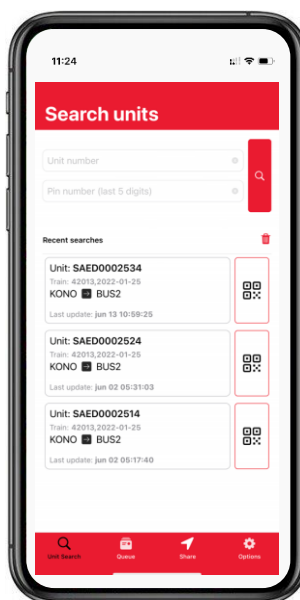 11:24
Search units
Unit number
Pin number (last 5 digits)
Recent searches
Unit: SAED0002534
Train: 42013,2022-01-25
KONO BUS2
Last update: jun 13 10:59:25
Unit: SAED0002524
Train: 42013,2022-01-25
KONO BUS2
Last update: jun 02 05:31:03
Unit: SAED0002514
Train: 42013,2022-01-25
KONO BUS2
Last update: jun 02 05:17:40
Unit Search
Queue
Share
Options